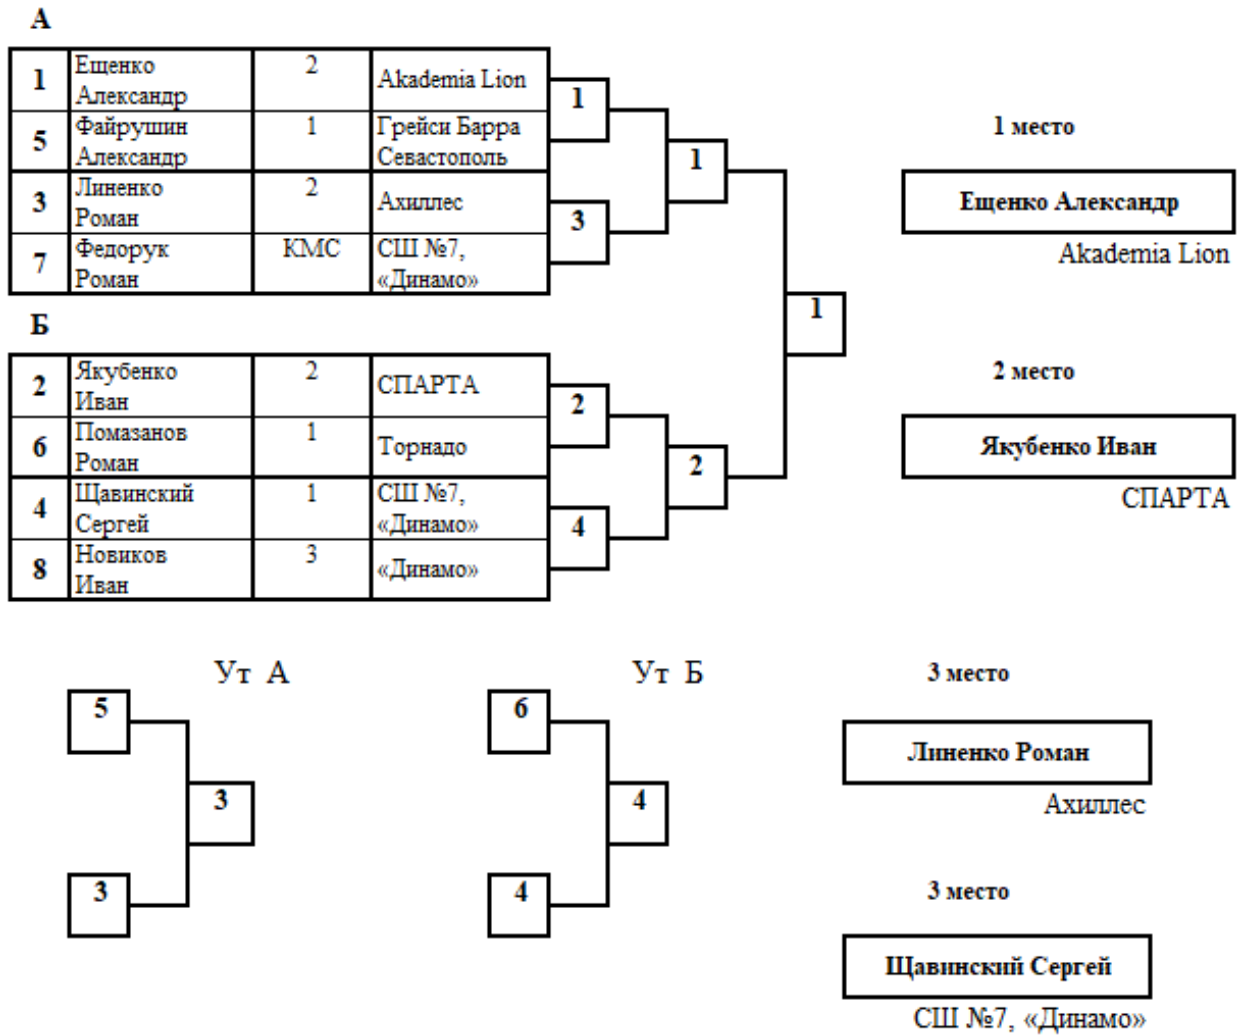 А
1 Ещенко Александр 2 Akademia Lion
5 Файрушин Александр 1 Грейси Барра Севастополь
3 Линенко Роман 2 Ахиллес
7 Федорук Роман КМС СШ №7, «Динамо»
1
3
1
1
1 место
Ещенко Александр
Akademia Lion
Б
2 Якубенко Иван 2 СПАРТА
6 Помазанов Роман 1 Торнадо
4 Щавинский Сергей 1 СШ №7, «Динамо»
8 Новиков Иван 3 «Динамо»
2
4
2
2 место
Якубенко Иван
СПАРТА
Ут А
5
3
3
Ут Б
6
4
4
3 место
Линенко Роман
Ахиллес
3 место
Щавинский Сергей
СШ №7, «Динамо»